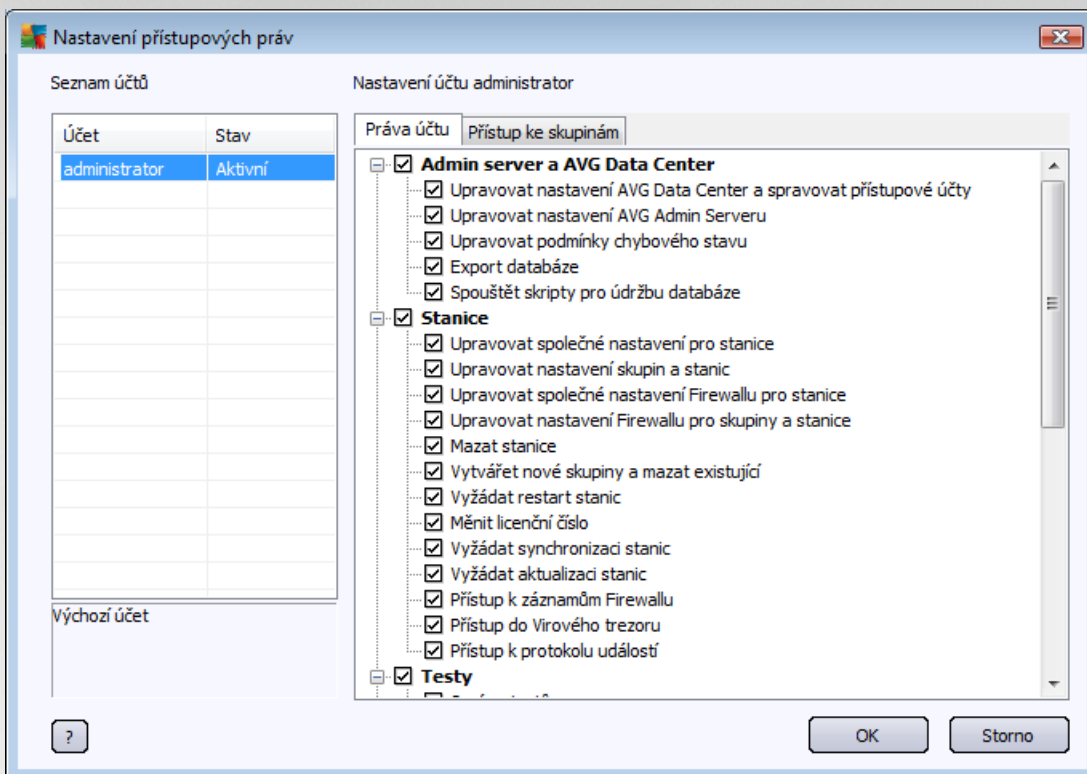 Nastavení přístupových práv
Seznam účtů
Nastavení účtu administrator
Účet
Stav
administrator
Aktivní
Výchozí účet
Práva účtu
Přístup ke skupinám
Admin server a AVG Data Center
Upravovat nastavení AVG Data Center a spravovat přístupové účty
Upravovat nastavení AVG Admin Serveru
Upravovat podmínky chybového stavu
Export databáze
Spouštět skripty pro údržbu databáze
Stanice
Upravovat společné nastavení pro stanice
Upravovat nastavení skupin a stanic
Upravovat společné nastavení Firewallu pro stanice
Upravovat nastavení Firewallu pro skupiny a stanice
Mazat stanice
Vytvářet nové skupiny a mazat existující
Vyžádat restart stanic
Měnit licenční číslo
Vyžádat synchronizaci stanic
Vyžádat aktualizaci stanic
Přístup k záznamům Firewallu
Přístup do Virového trezoru
Přístup k protokolu událostí
Testy
?
OK
Storno